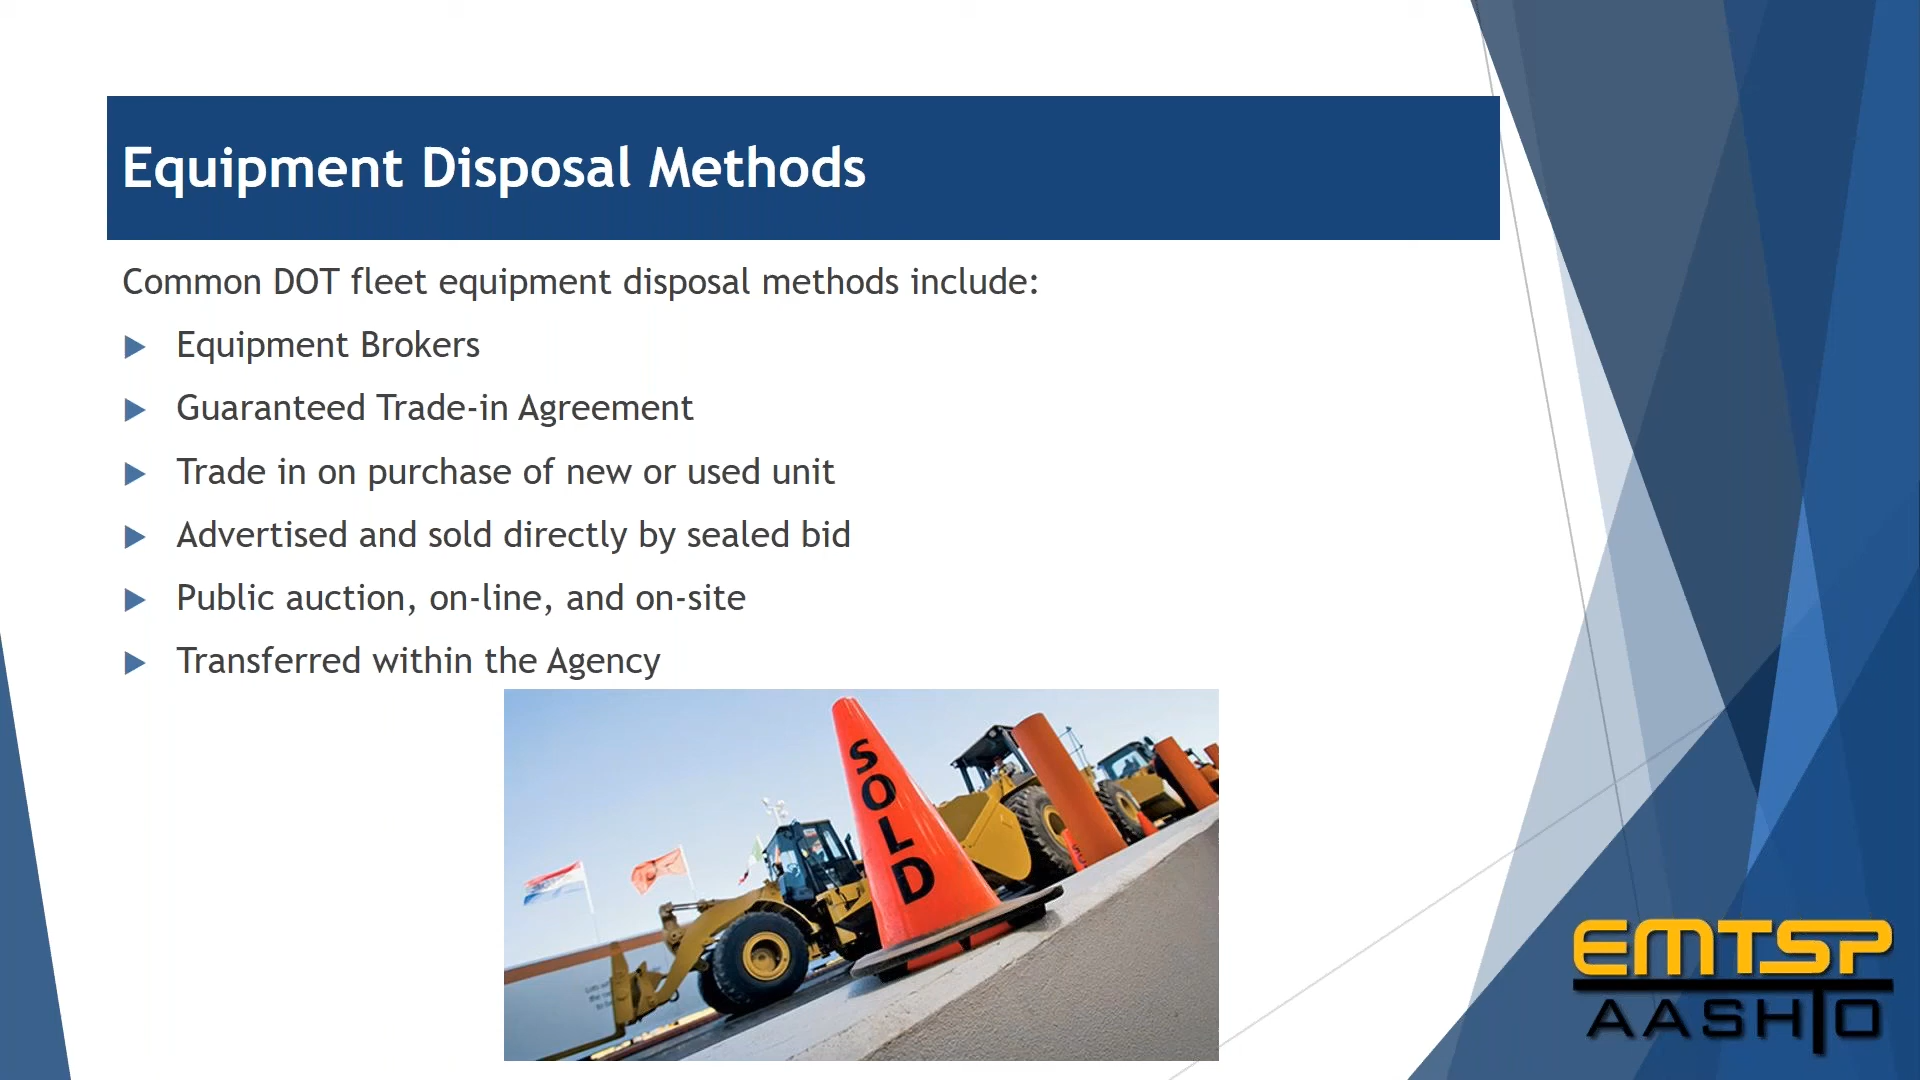 Equipment Disposal Methods
Common DOT fleet equipment disposal methods include:
Equipment Brokers
Guaranteed Trade-in Agreement
Trade in on purchase of new or used unit
Advertised and sold directly by sealed bid
Public auction, on-line, and on-site
Transferred within the Agency
SOLD
EMTSP
AASHTO